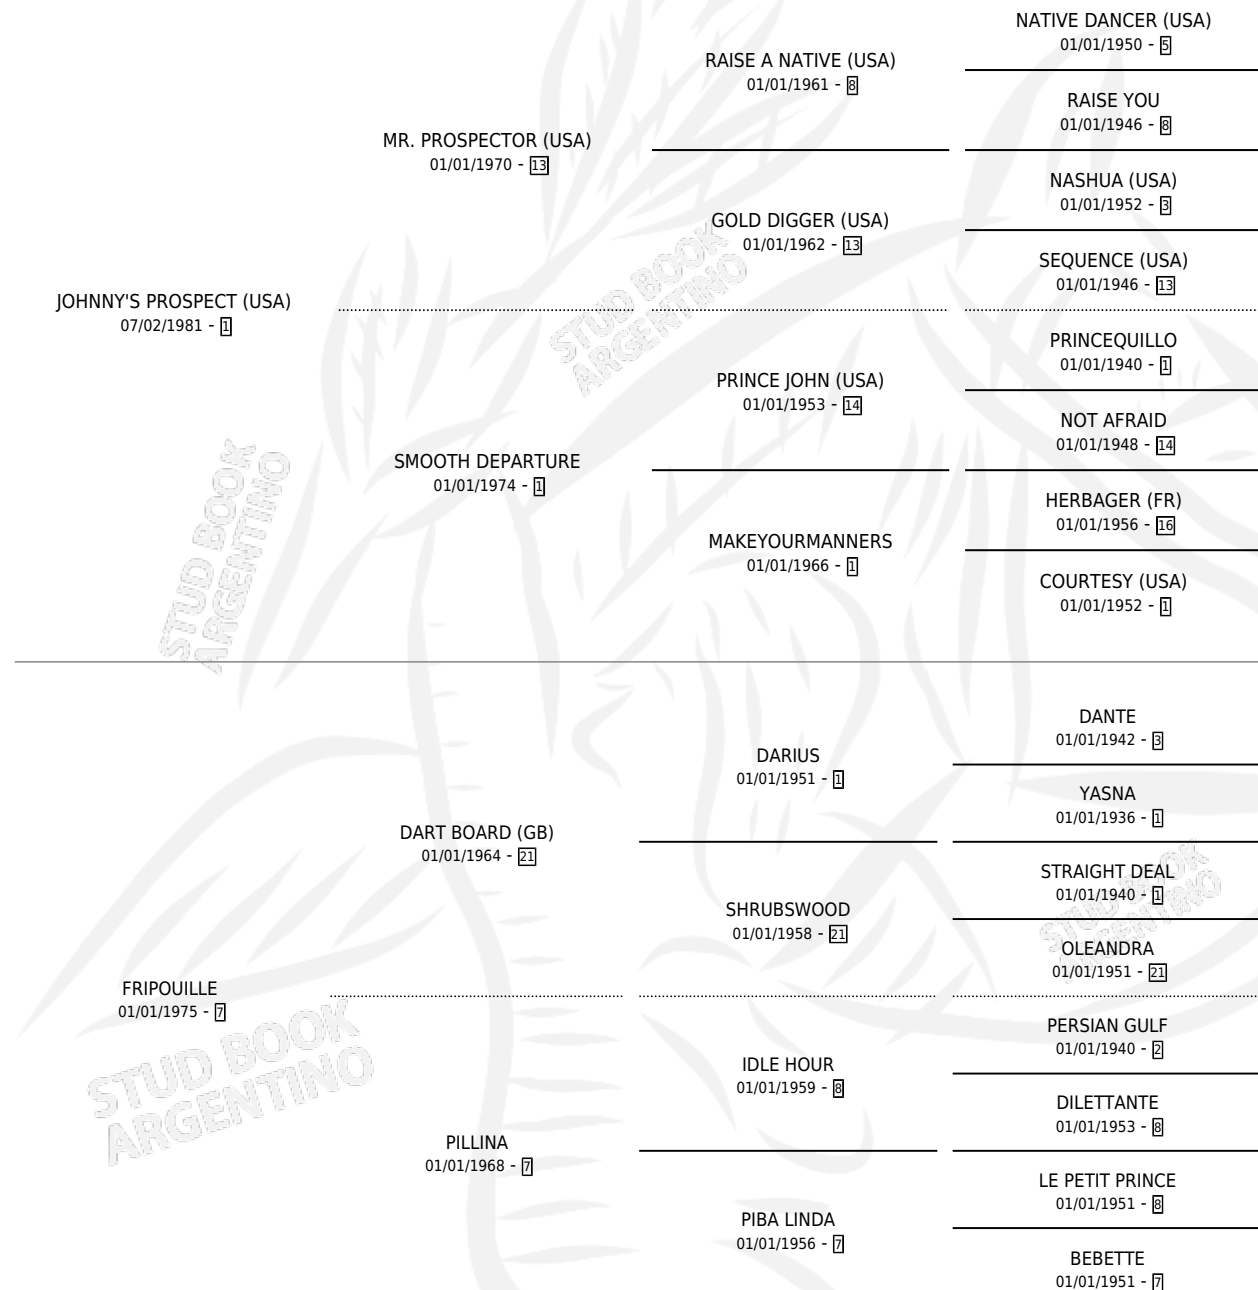 NATIVE DANCER (USA)
01/01/1950 - 5
RAISE A NATIVE (USA)
01/01/1961 - 8
RAISE YOU
01/01/1946 - 8
MR. PROSPECTOR (USA)
01/01/1970 - 13
NASHUA (USA)
01/01/1952 - 3
GOLD DIGGER (USA)
01/01/1962 - 13
SEQUENCE (USA)
01/01/1946 - 13
JOHNNY'S PROSPECT (USA)
07/02/1981 - 1
PRINCEQUILLO
01/01/1940 - 1
PRINCE JOHN (USA)
01/01/1953 - 14
NOT AFRAID
01/01/1948 - 14
SMOOTH DEPARTURE
01/01/1974 - 1
HERBAGER (FR)
01/01/1956 - 16
MAKEYOURMANNERS
01/01/1966 - 1
COURTESY (USA)
01/01/1952 - 1
STUD BOOK
ARGENTINO
STUD BOOK
ARGENTINO
DANTE
01/01/1942 - 3
DARIUS
01/01/1951 - 1
YASNA
01/01/1936 - 1
DART BOARD (GB)
01/01/1964 - 21
STRAIGHT DEAL
01/01/1940 - 1
SHRUBSWOOD
01/01/1958 - 21
OLEANDRA
01/01/1951 - 21
STUD BOOK
ARGENTINO
FRIPOUILLE
01/01/1975 - 7
PERSIAN GULF
01/01/1940 - 2
IDLE HOUR
01/01/1959 - 8
DILETTANTE
01/01/1953 - 8
STUD BOOK
ARGENTINO
PILLINA
01/01/1968 - 7
LE PETIT PRINCE
01/01/1951 - 8
PIBA LINDA
01/01/1956 - 7
BEBETTE
01/01/1951 - 7